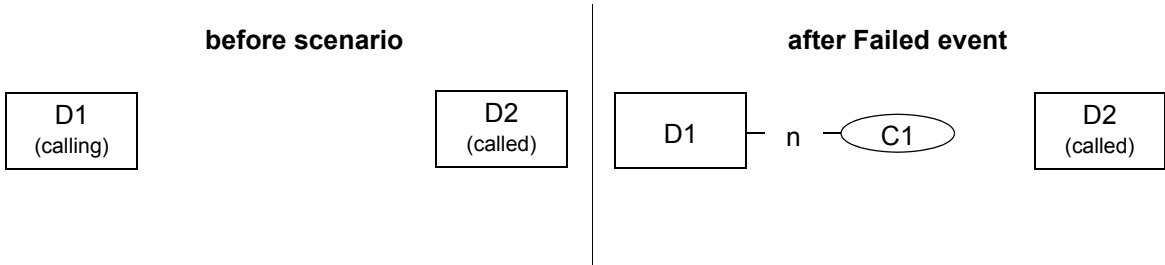 before scenario
D1
(calling)
D2
(called)
after Failed event
D1
n
C1
D2
(called)